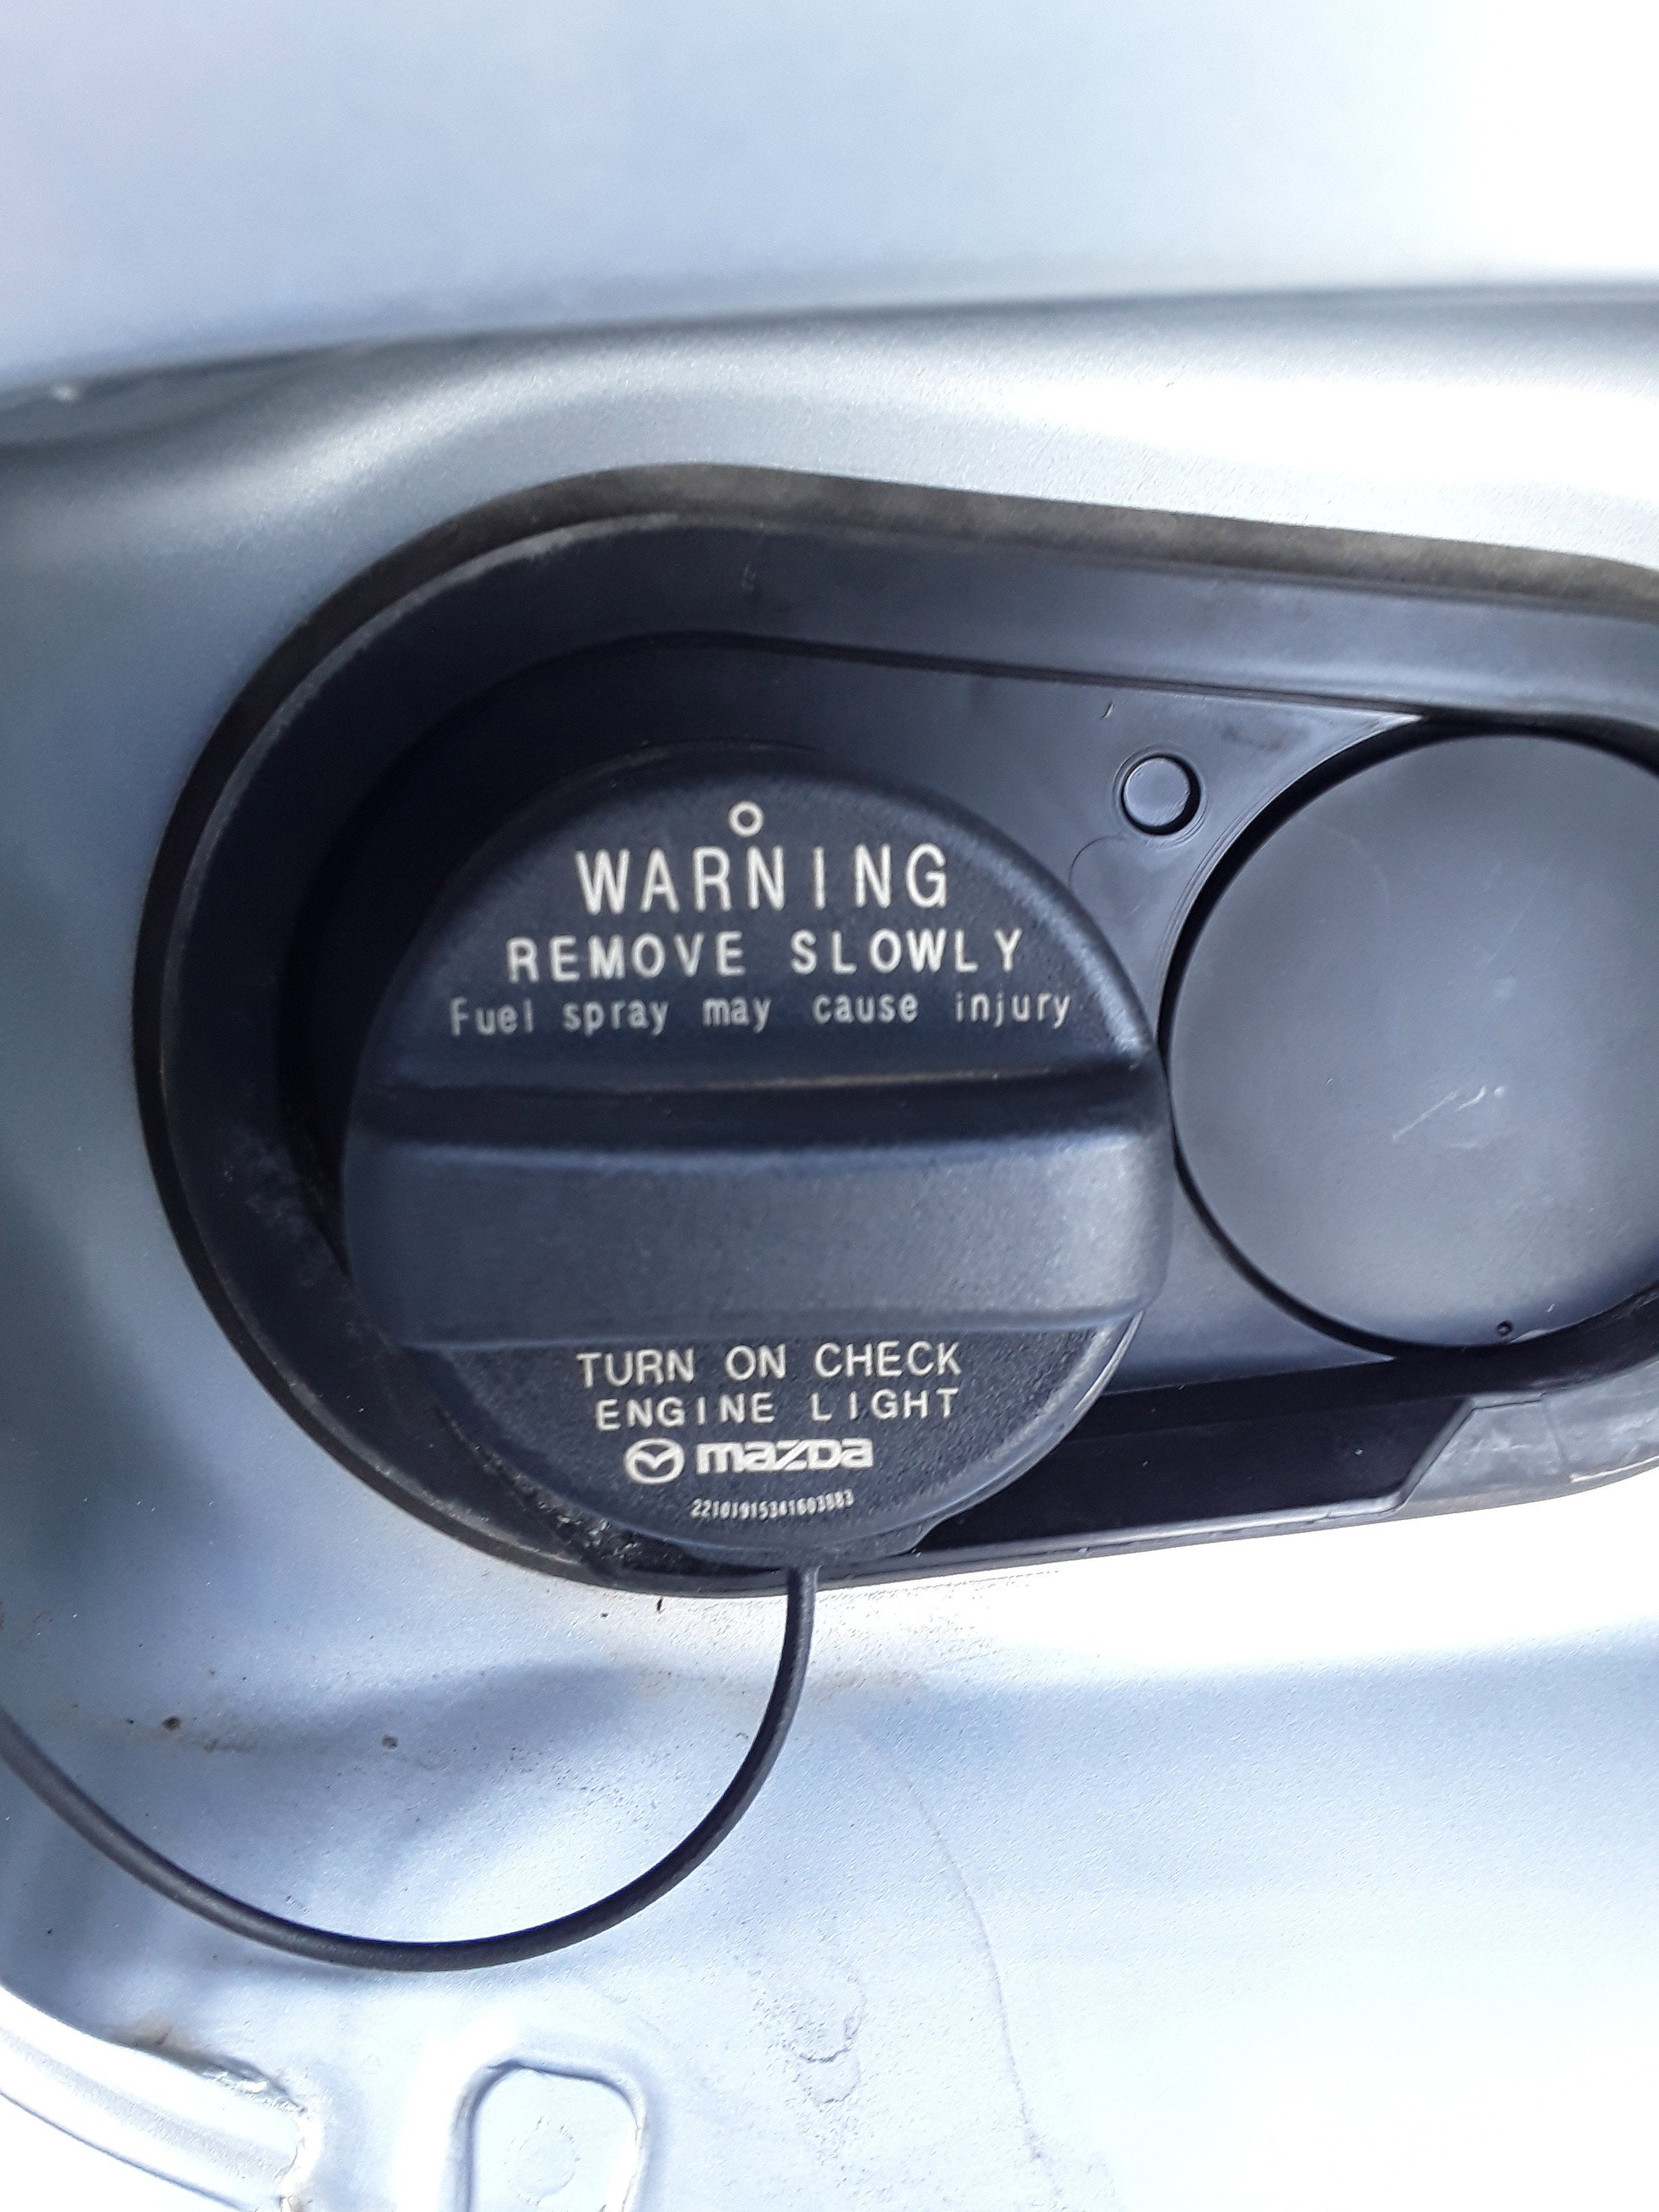 WARNING
REMOVE SLOWLY
Fuel spray may cause injury
TURN ON CHECK
ENGINE LIGHT
mazda